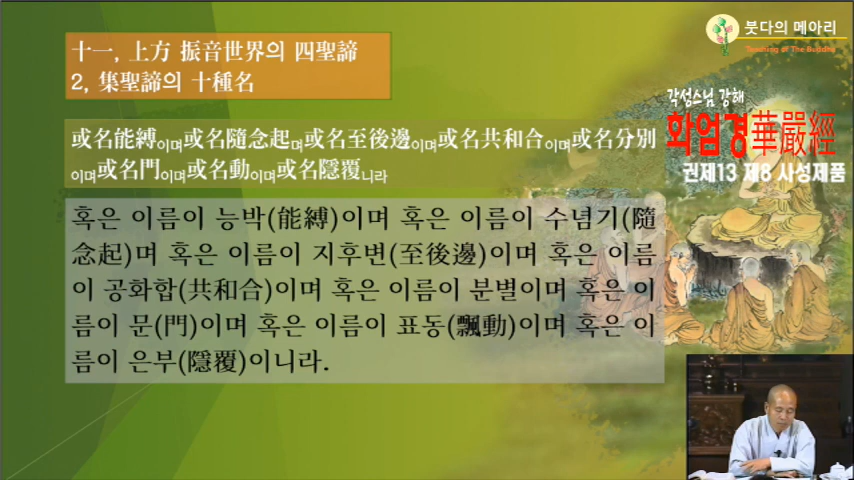 붓다의 메아리
Teaching of The Buddha
十一, 上方 振音世界의 四聖諦
2, 集聖諦의 十種名
각성스님 강해
화엄경華嚴經
권제13 제8 사성제품
或名能縛이며或名隨念起며或名至後邊이며或名共和合이며或名分別
이며或名門이며或名動이며或名隱覆니라
혹은 이름이 능박(能縛)이며 혹은 이름이 수념기(隨
念起)며 혹은 이름이 지후변(至後邊)이며 혹은 이름
이 공화합(共和合)이며 혹은 이름이 분별이며 혹은 이
름이 문(門)이며 혹은 이름이 표동(飄動)이며 혹은 이
름이 은부(隱覆)이니라.